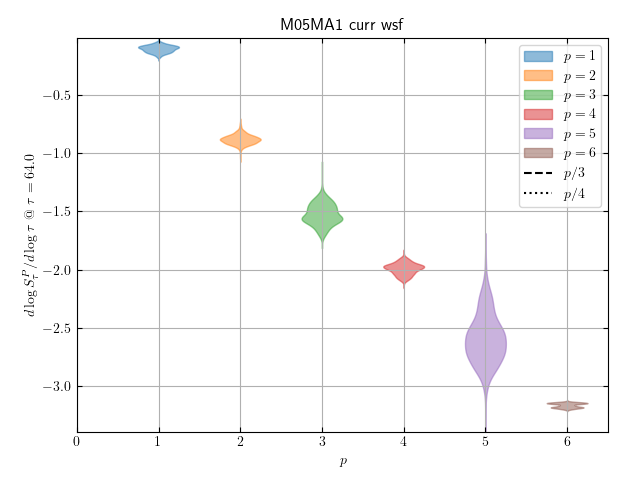 M05MA1 curr wsf
p = 1
p = 2
p = 3
p = 4
p = 5
p = 6
p/3
p/4
−0.5
−1.0
−1.5
−2.0
−2.5
−3.0
d log S_τ^P / d log τ @ τ = 64.0
0 1 2 3 4 5 6
p